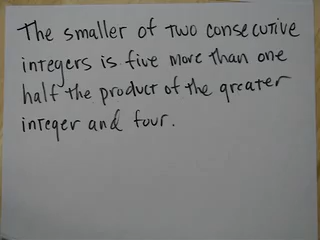 The smaller of two consecutive
integers is five more than one
half the product of the greater
integer and four.